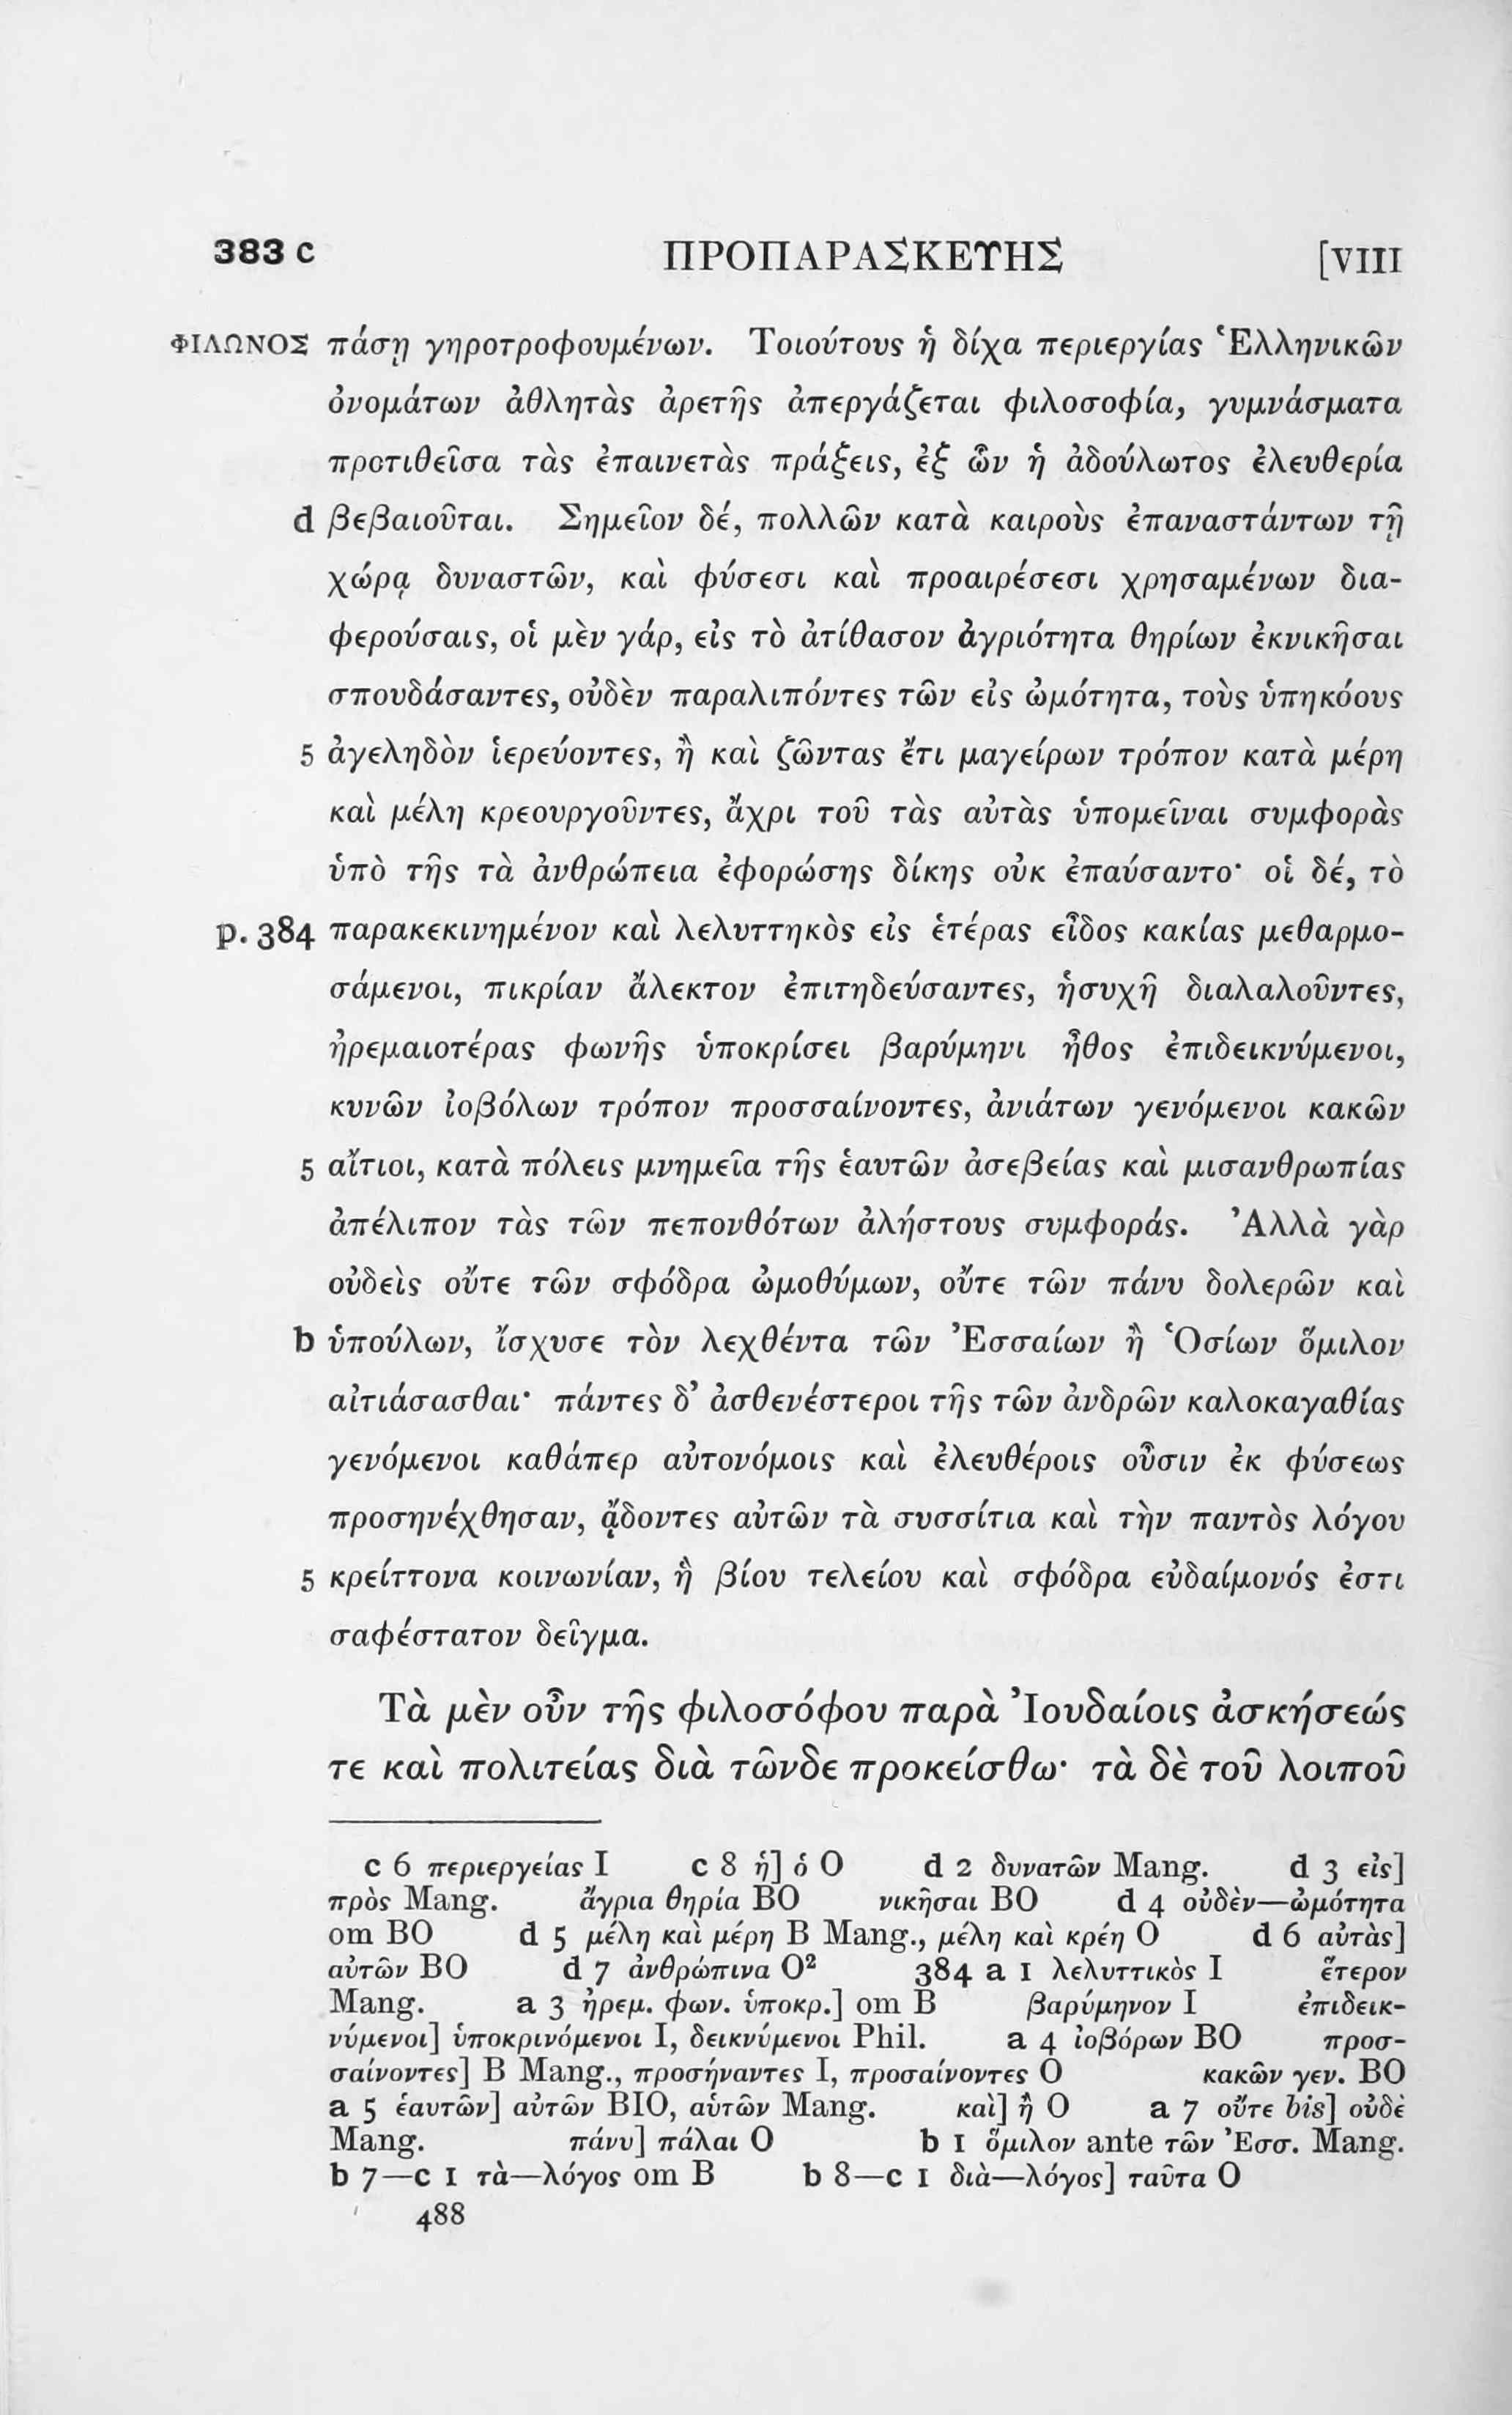 383 c ΠΡΟΠΑΡΑΣΚΕΥΗΣ [VIII
ΦΙΛΩΝΟΣ πάσῃ γηροτροφουμένων. Τοιούτους ἡ δίχα περιεργίας Ἑλληνικῶν
ὀνομάτων ἀθλητὰς ἀρετῆς ἀπεργάζεται φιλοσοφία, γυμνάσματα
προτιθεῖσα τὰς ἐπαινετὰς πράξεις, ἐξ ὧν ἡ ἀδούλωτος ἐλευθερία
d βεβαιοῦται. Σημεῖον δέ, πολλῶν κατὰ καιροὺς ἐπαναστάντων τῇ
χώρᾳ δυναστῶν, καὶ φύσεσι καὶ προαιρέσεσι χρησαμένων δια-
φερούσαις, οἱ μὲν γάρ, εἰς τὸ ἀτίθασον ἀγριότητα θηρίων ἐκνικῆσαι
σπουδάσαντες, οὐδὲν παραλιπόντες τῶν εἰς ὠμότητα, τοὺς ὑπηκόους
5 ἀγεληδὸν ἱερεύοντες, ἢ καὶ ζῶντας ἔτι μαγείρων τρόπον κατὰ μέρη
καὶ μέλη κρεουργοῦντες, ἄχρι τοῦ τὰς αὐτὰς ὑπομεῖναι συμφορὰς
ὑπὸ τῆς τὰ ἀνθρώπεια ἐφορώσης δίκης οὐκ ἐπαύσαντο· οἱ δέ, τὸ
p. 384 παρακεκινημένον καὶ λελυττηκὸς εἰς ἑτέρας εἶδος κακίας μεθαρμο-
σάμενοι, πικρίαν ἄλεκτον ἐπιτηδεύσαντες, ἡσυχῆ διαλαλοῦντες,
ἠρεμαιοτέρας φωνῆς ὑποκρίσει βαρύμηνι ἦθος ἐπιδεικνύμενοι,
κυνῶν ἰοβόλων τρόπον προσσαίνοντες, ἀνιάτων γενόμενοι κακῶν
5 αἴτιοι, κατὰ πόλεις μνημεῖα τῆς ἑαυτῶν ἀσεβείας καὶ μισανθρωπίας
ἀπέλιπον τὰς τῶν πεπονθότων ἀλήστους συμφοράς. Ἀλλὰ γὰρ
οὐδεὶς οὔτε τῶν σφόδρα ὠμοθύμων, οὔτε τῶν πάνυ δολερῶν καὶ
b ὑπούλων, ἴσχυσε τὸν λεχθέντα τῶν Ἐσσαίων ἢ Ὁσίων ὅμιλον
αἰτιάσασθαι· πάντες δ’ ἀσθενέστεροι τῆς τῶν ἀνδρῶν καλοκαγαθίας
γενόμενοι καθάπερ αὐτονόμοις καὶ ἐλευθέροις οὖσιν ἐκ φύσεως
προσηνέχθησαν, ᾄδοντες αὐτῶν τὰ συσσίτια καὶ τὴν παντὸς λόγου
5 κρείττονα κοινωνίαν, ἣ βίου τελείου καὶ σφόδρα εὐδαίμονός ἐστι
σαφέστατον δεῖγμα.
Τὰ μὲν οὖν τῆς φιλοσόφου παρὰ Ἰουδαίοις ἀσκήσεώς
τε καὶ πολιτείας διὰ τῶνδε προκείσθω· τὰ δὲ τοῦ λοιποῦ
c 6 περιεργείας I c 8 ἡ] ὁ O d 2 δυνατῶν Mang. d 3 εἰς]
πρὸς Mang. ἄγρια θηρία BO νικῆσαι BO d 4 οὐδὲν—ὠμότητα
om BO d 5 μέλη καὶ μέρη B Mang., μέλη καὶ κρέη O d 6 αὐτὰς]
αὐτῶν BO d 7 ἀνθρώπινα O² 384 a 1 λελυττικὸς I ἕτερον
Mang. a 3 ἠρεμ. φων. ὑποκρ.] om B βαρύμηνον I ἐπιδεικ-
νύμενοι] ὑποκρινόμενοι I, δεικνύμενοι Phil. a 4 ἰοβόρων BO προσ-
σαίνοντες] B Mang., προσήναντες I, προσαίνοντες O κακῶν γεν. BO
a 5 ἑαυτῶν] αὐτῶν BIO, αὑτῶν Mang. καὶ] ἢ O a 7 οὔτε bis] οὐδὲ
Mang. πάνυ] πάλαι O b 1 ὅμιλον ante τῶν Ἐσσ. Mang.
b 7—c 1 τὰ—λόγος om B b 8—c 1 διὰ—λόγος] ταῦτα O
488